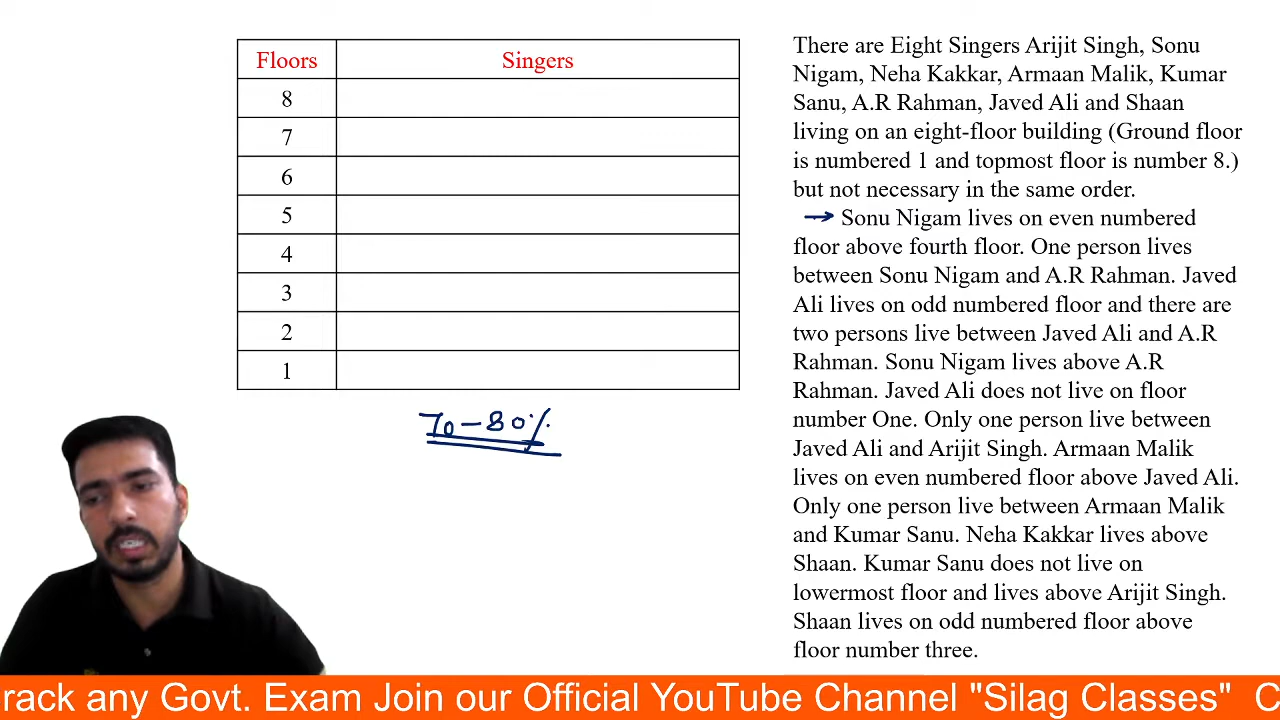 Floors Singers
8
7
6
5
4
3
2
1
70-80%
There are Eight Singers Arijit Singh, Sonu
Nigam, Neha Kakkar, Armaan Malik, Kumar
Sanu, A.R Rahman, Javed Ali and Shaan
living on an eight-floor building (Ground floor
is numbered 1 and topmost floor is number 8.)
but not necessary in the same order.
→ Sonu Nigam lives on even numbered
floor above fourth floor. One person lives
between Sonu Nigam and A.R Rahman. Javed
Ali lives on odd numbered floor and there are
two persons live between Javed Ali and A.R
Rahman. Sonu Nigam lives above A.R
Rahman. Javed Ali does not live on floor
number One. Only one person live between
Javed Ali and Arijit Singh. Armaan Malik
lives on even numbered floor above Javed Ali.
Only one person live between Armaan Malik
and Kumar Sanu. Neha Kakkar lives above
Shaan. Kumar Sanu does not live on
lowermost floor and lives above Arijit Singh.
Shaan lives on odd numbered floor above
floor number three.
rack any Govt. Exam Join our Official YouTube Channel "Silag Classes" C